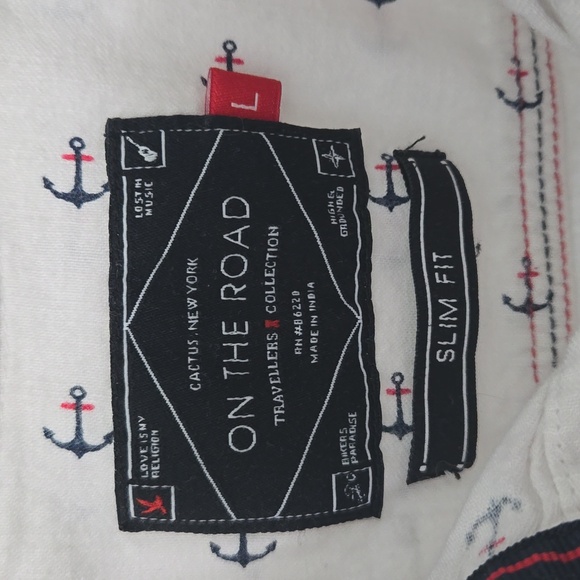 L
LOST IN
MUSIC
HIGH &
GROUNDED
CACTUS, NEW YORK
ON THE ROAD
TRAVELLERS X COLLECTION
RN #86220
MADE IN INDIA
LOVE IS MY
RELIGION
BIKERS
PARADISE
SLIM FIT